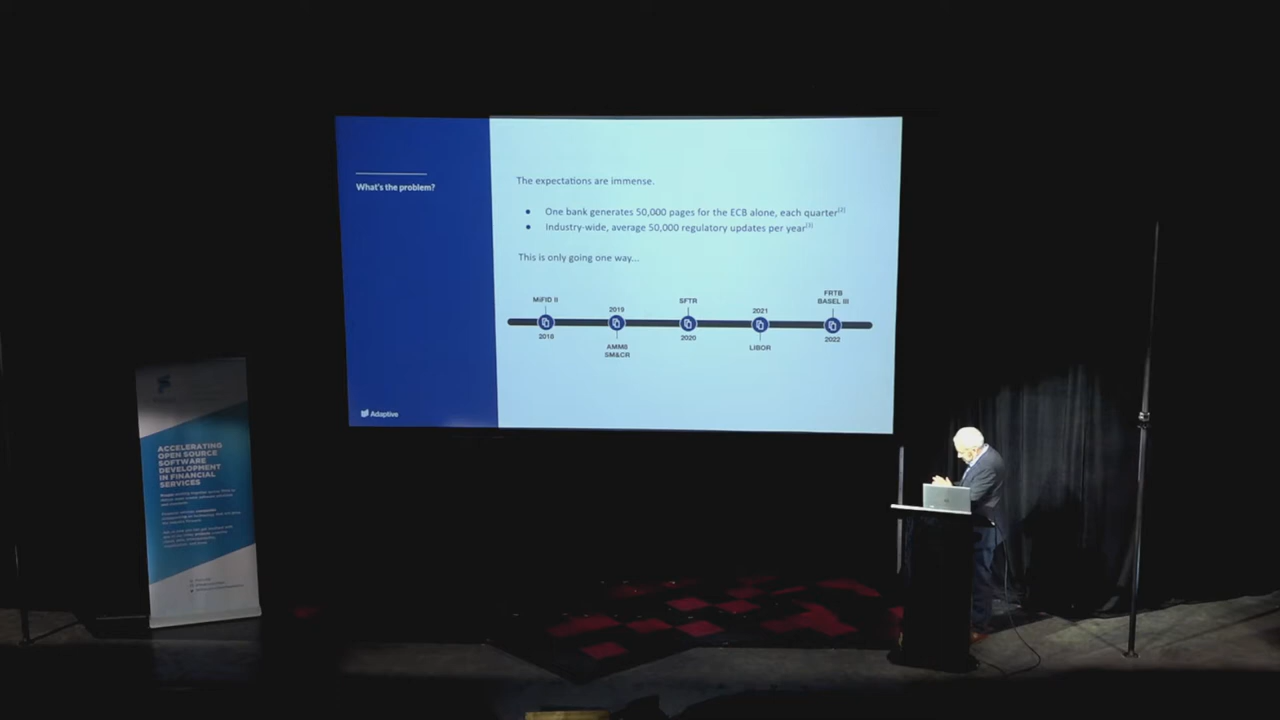 What's the problem?
The expectations are immense.
● One bank generates 50,000 pages for the ECB alone, each quarter[2]
● Industry-wide, average 50,000 regulatory updates per year[3]
This is only going one way...
MiFID II
2018
2019
AMM8
SM&CR
SFTR
2020
2021
LIBOR
FRTB
BASEL III
2022
Adaptive
ACCELERATING
OPEN SOURCE
SOFTWARE
DEVELOPMENT
IN FINANCIAL
SERVICES